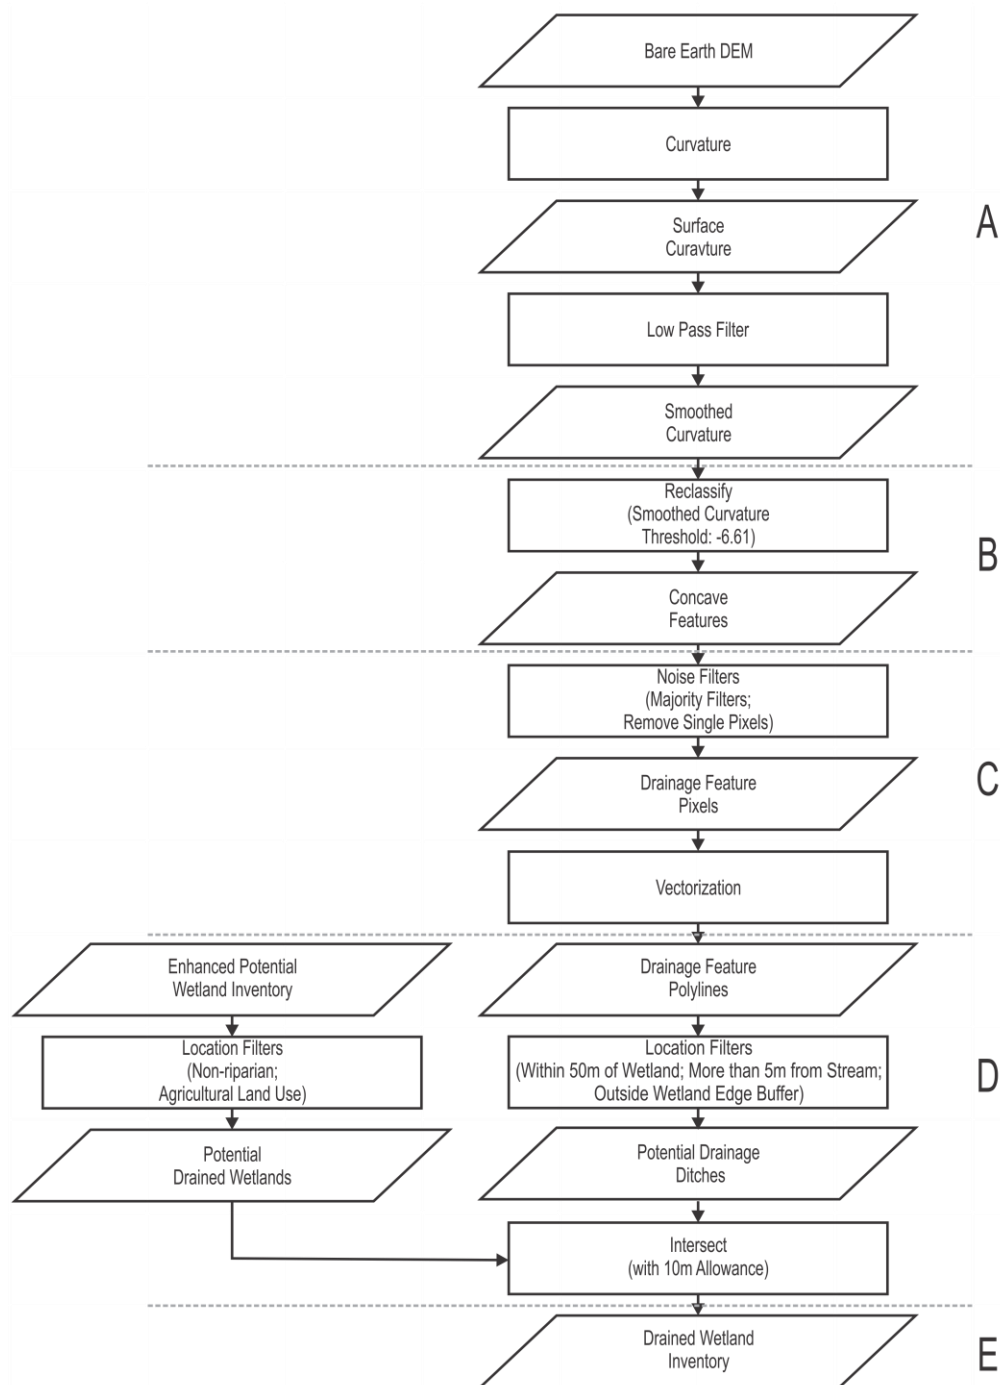 Bare Earth DEM
Curvature
Surface
Curavture
A
Low Pass Filter
Smoothed
Curvature
Reclassify
(Smoothed Curvature
Threshold: -6.61)
B
Concave
Features
Noise Filters
(Majority Filters;
Remove Single Pixels)
Drainage Feature
Pixels
C
Vectorization
Enhanced Potential
Wetland Inventory
Drainage Feature
Polylines
Location Filters
(Non-riparian;
Agricultural Land Use)
Location Filters
(Within 50m of Wetland; More than 5m from Stream;
Outside Wetland Edge Buffer)
D
Potential
Drained Wetlands
Potential Drainage
Ditches
Intersect
(with 10m Allowance)
Drained Wetland
Inventory
E